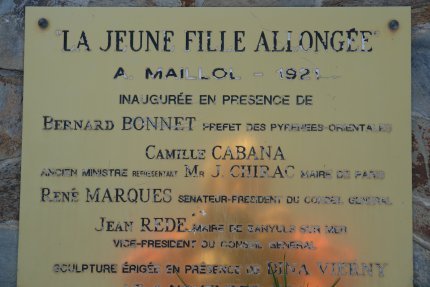 "LA JEUNE FILLE ALLONGÉE"
A. MAILLOL - 1921
INAUGURÉE EN PRESENCE DE
BERNARD BONNET PREFET DES PYRENEES ORIENTALES
CAMILLE CABANA
ANCIEN MINISTRE REPRESENTANT MR J. CHIRAC MAIRE DE PARIS
RENÉ MARQUES SENATEUR-PRESIDENT DU CONSEIL GENERAL
JEAN REDE MAIRE DE BANYULS SUR MER
VICE-PRESIDENT DU CONSEIL GENERAL
SCULPTURE ÉRIGÉE EN PRÉSENCE DE DINA VIERNY